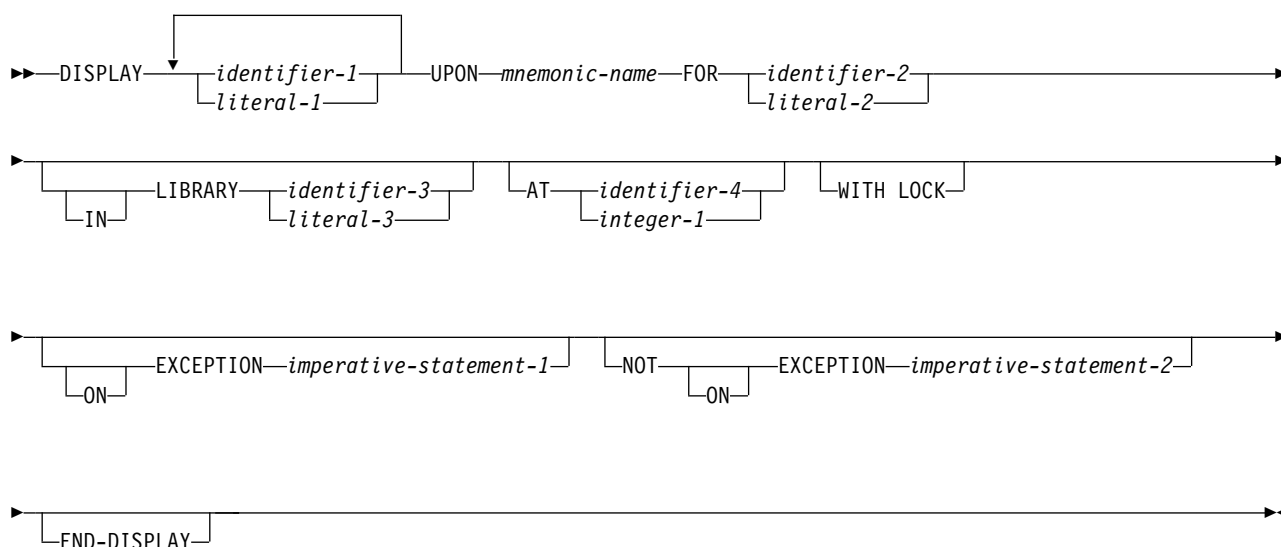 DISPLAY identifier-1 UPON mnemonic-name FOR identifier-2
literal-1 literal-2
LIBRARY identifier-3 AT identifier-4 WITH LOCK
IN literal-3 integer-1
EXCEPTION imperative-statement-1 NOT EXCEPTION imperative-statement-2
ON ON
END-DISPLAY